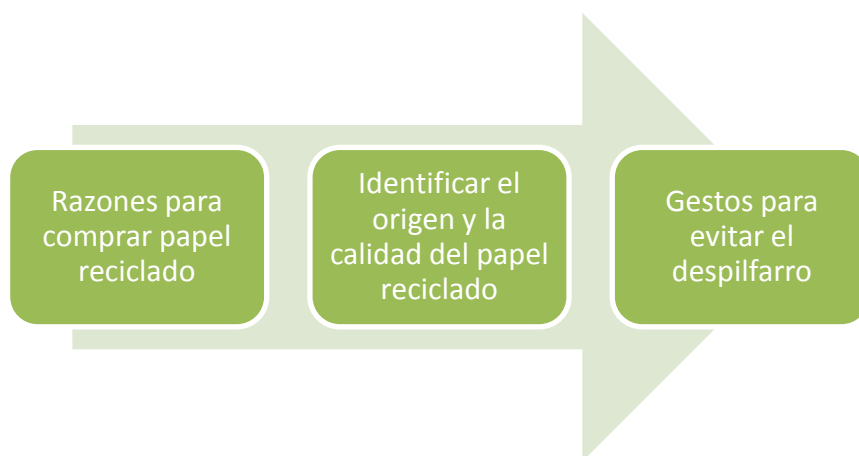 Razones para
comprar papel
reciclado
Identificar el
origen y la
calidad del papel
reciclado
Gestos para
evitar el
despilfarro